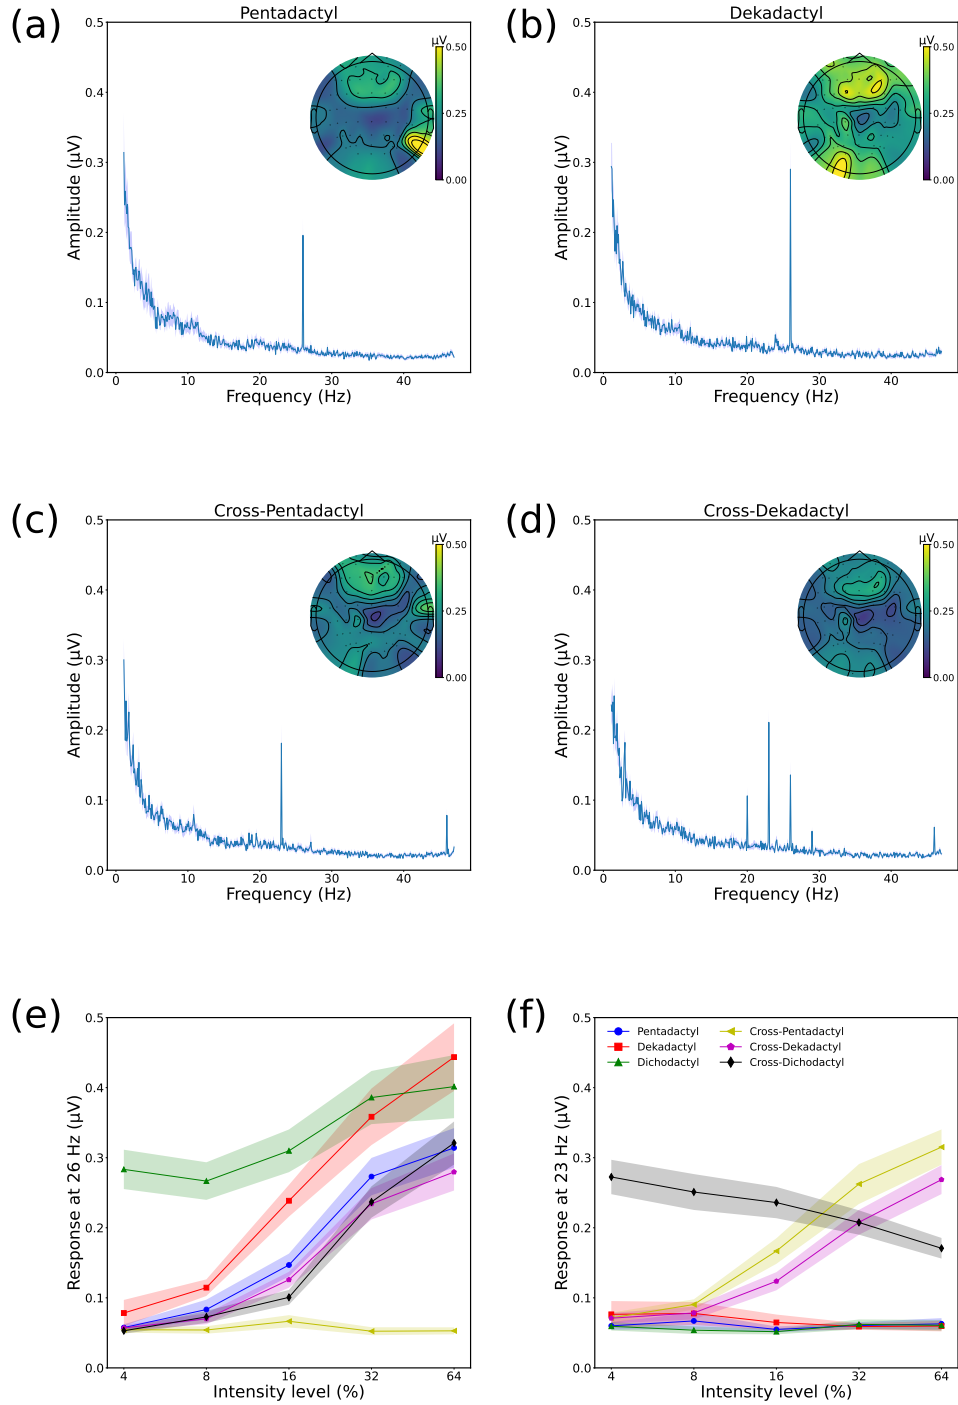 (a)
Pentadactyl
Amplitude (μV)
0.5
0.4
0.3
0.2
0.1
0.0
0 10 20 30 40
Frequency (Hz)
μV
0.50
0.25
0.00
(b)
Dekadactyl
Amplitude (μV)
0.5
0.4
0.3
0.2
0.1
0.0
0 10 20 30 40
Frequency (Hz)
μV
0.50
0.25
0.00
(c)
Cross-Pentadactyl
Amplitude (μV)
0.5
0.4
0.3
0.2
0.1
0.0
0 10 20 30 40
Frequency (Hz)
μV
0.50
0.25
0.00
(d)
Cross-Dekadactyl
Amplitude (μV)
0.5
0.4
0.3
0.2
0.1
0.0
0 10 20 30 40
Frequency (Hz)
μV
0.50
0.25
0.00
(e)
Response at 26 Hz (μV)
0.5
0.4
0.3
0.2
0.1
0.0
4 8 16 32 64
Intensity level (%)
(f)
Response at 23 Hz (μV)
0.5
0.4
0.3
0.2
0.1
0.0
4 8 16 32 64
Intensity level (%)
Pentadactyl
Dekadactyl
Dichodactyl
Cross-Pentadactyl
Cross-Dekadactyl
Cross-Dichodactyl